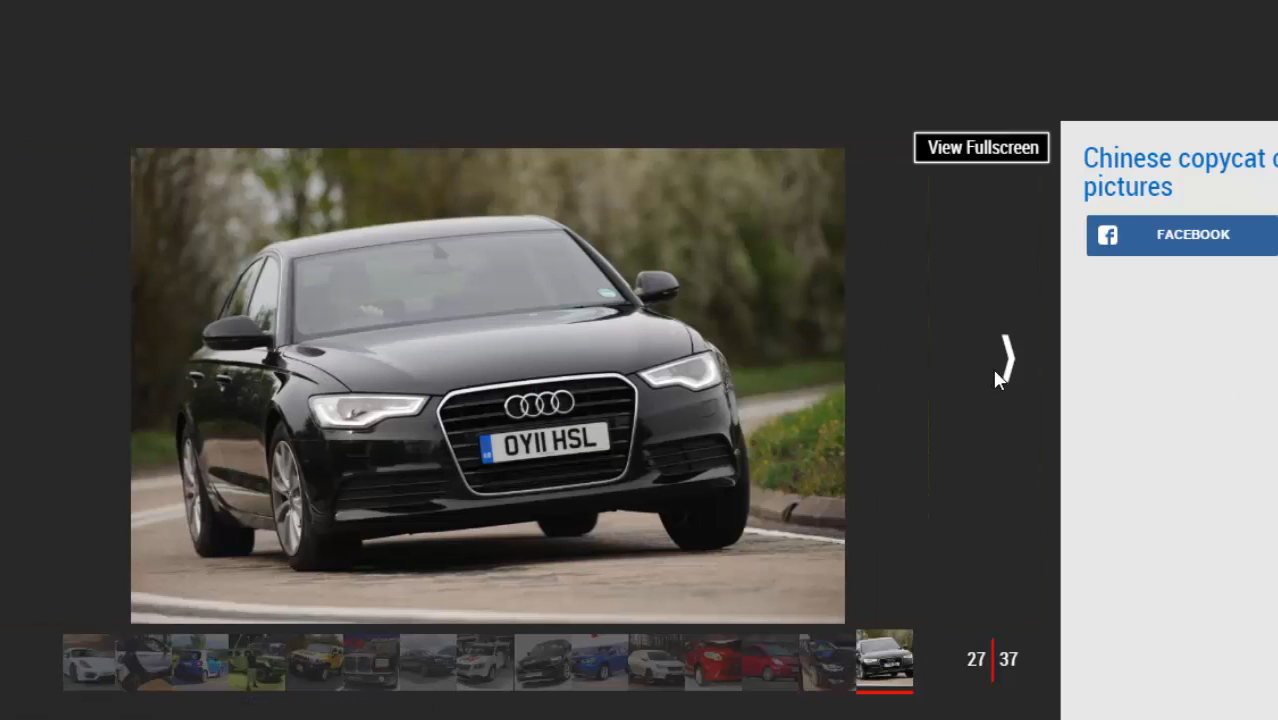 View Fullscreen
Chinese copycat c
pictures
FACEBOOK
OY11 HSL
27 37